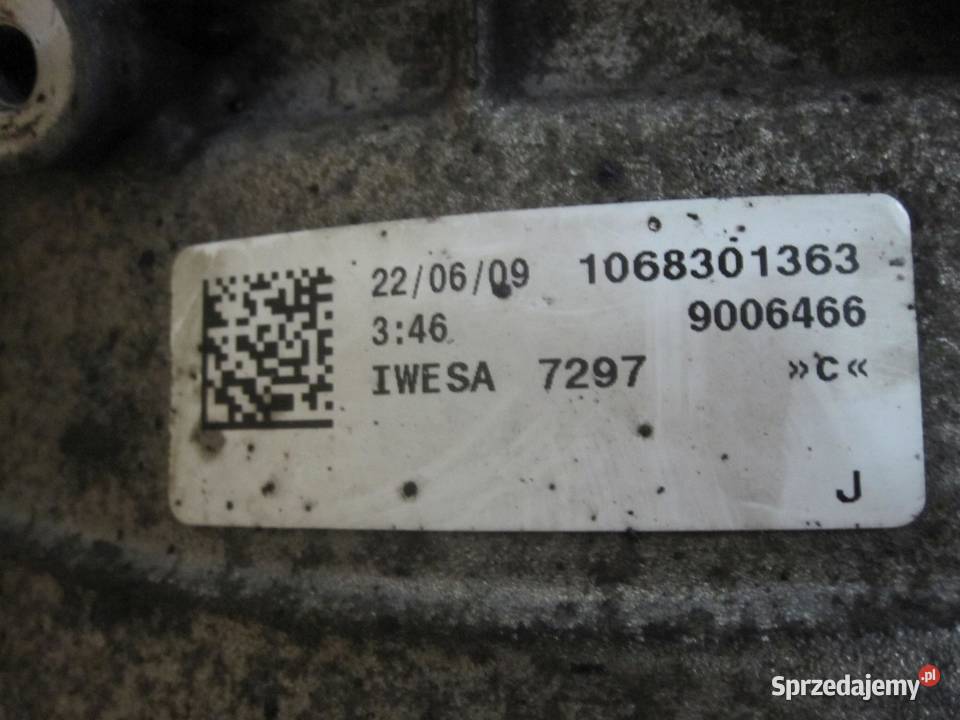 22/06/09 1068301363
3:46 9006466
IWESA 7297 »c«
J
Sprzedajemy.pl